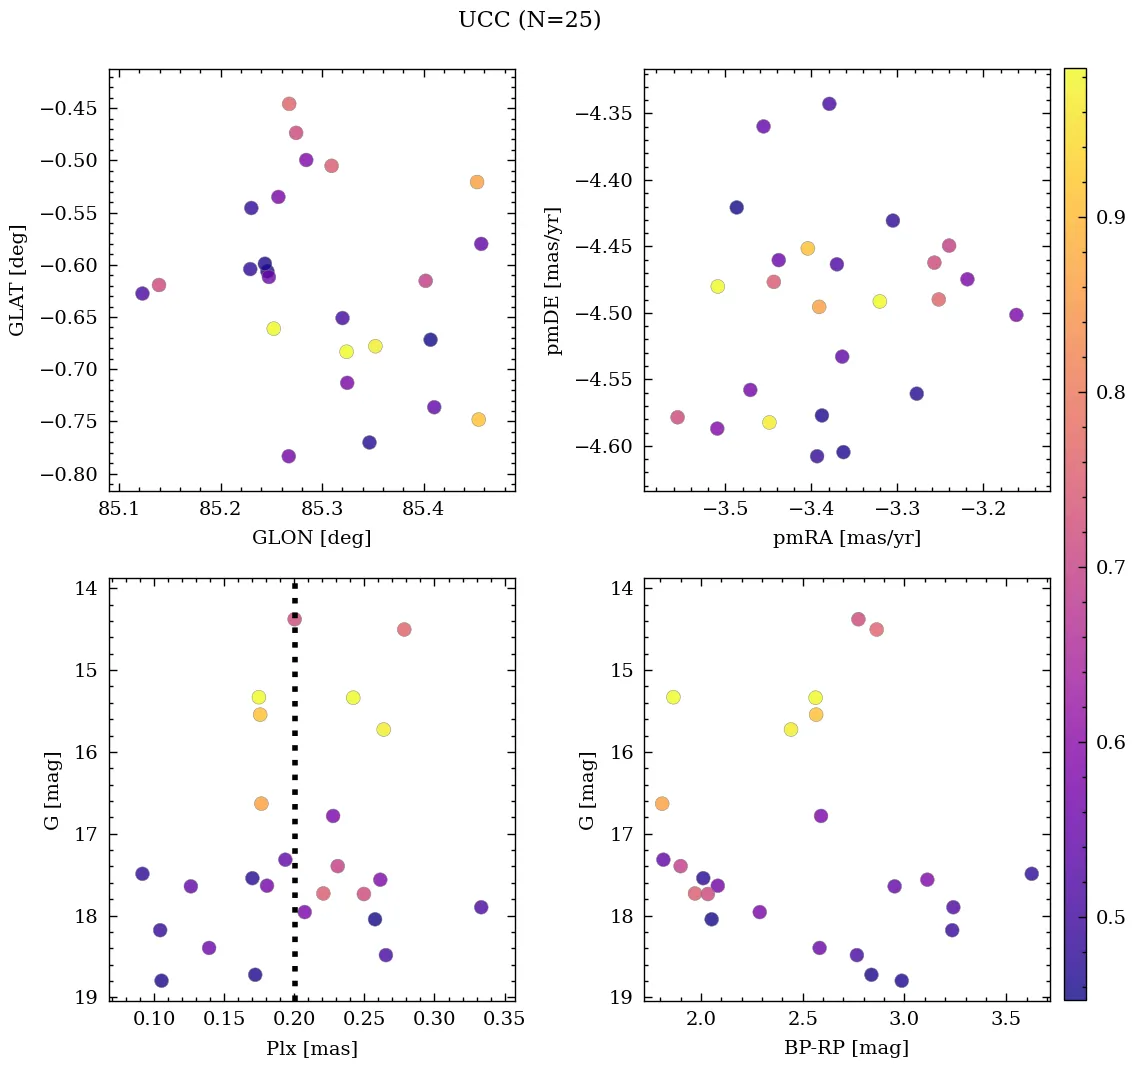 UCC (N=25)
−0.45
−0.50
−0.55
−0.60
−0.65
−0.70
−0.75
−0.80
GLAT [deg]
85.1 85.2 85.3 85.4
GLON [deg]
−4.35
−4.40
−4.45
−4.50
−4.55
−4.60
pmDE [mas/yr]
−3.5 −3.4 −3.3 −3.2
pmRA [mas/yr]
14
15
16
17
18
19
G [mag]
0.10 0.15 0.20 0.25 0.30 0.35
Plx [mas]
14
15
16
17
18
19
G [mag]
2.0 2.5 3.0 3.5
BP-RP [mag]
0.9
0.8
0.7
0.6
0.5